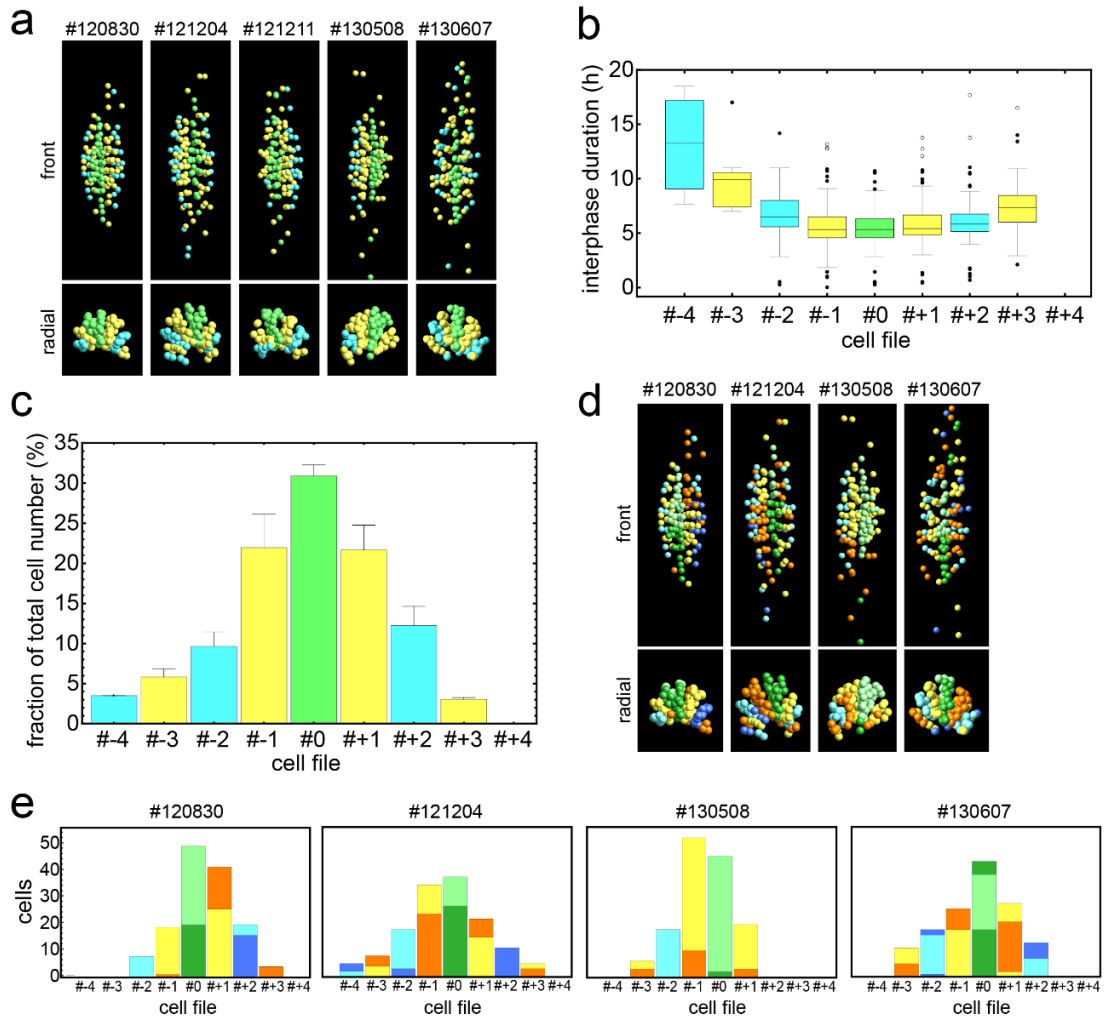 a
#120830 #121204 #121211 #130508 #130607
front
radial
b
interphase duration (h)
20
15
10
5
0
#-4 #-3 #-2 #-1 #0 #+1 #+2 #+3 #+4
cell file
c
fraction of total cell number (%)
35
30
25
20
15
10
5
0
#-4 #-3 #-2 #-1 #0 #+1 #+2 #+3 #+4
cell file
d
#120830 #121204 #130508 #130607
front
radial
e
#120830 #121204 #130508 #130607
cells
50
40
30
20
10
0
#-4 #-3 #-2 #-1 #0 #+1 #+2 #+3 #+4 #-4 #-3 #-2 #-1 #0 #+1 #+2 #+3 #+4 #-4 #-3 #-2 #-1 #0 #+1 #+2 #+3 #+4 #-4 #-3 #-2 #-1 #0 #+1 #+2 #+3 #+4
cell file cell file cell file cell file